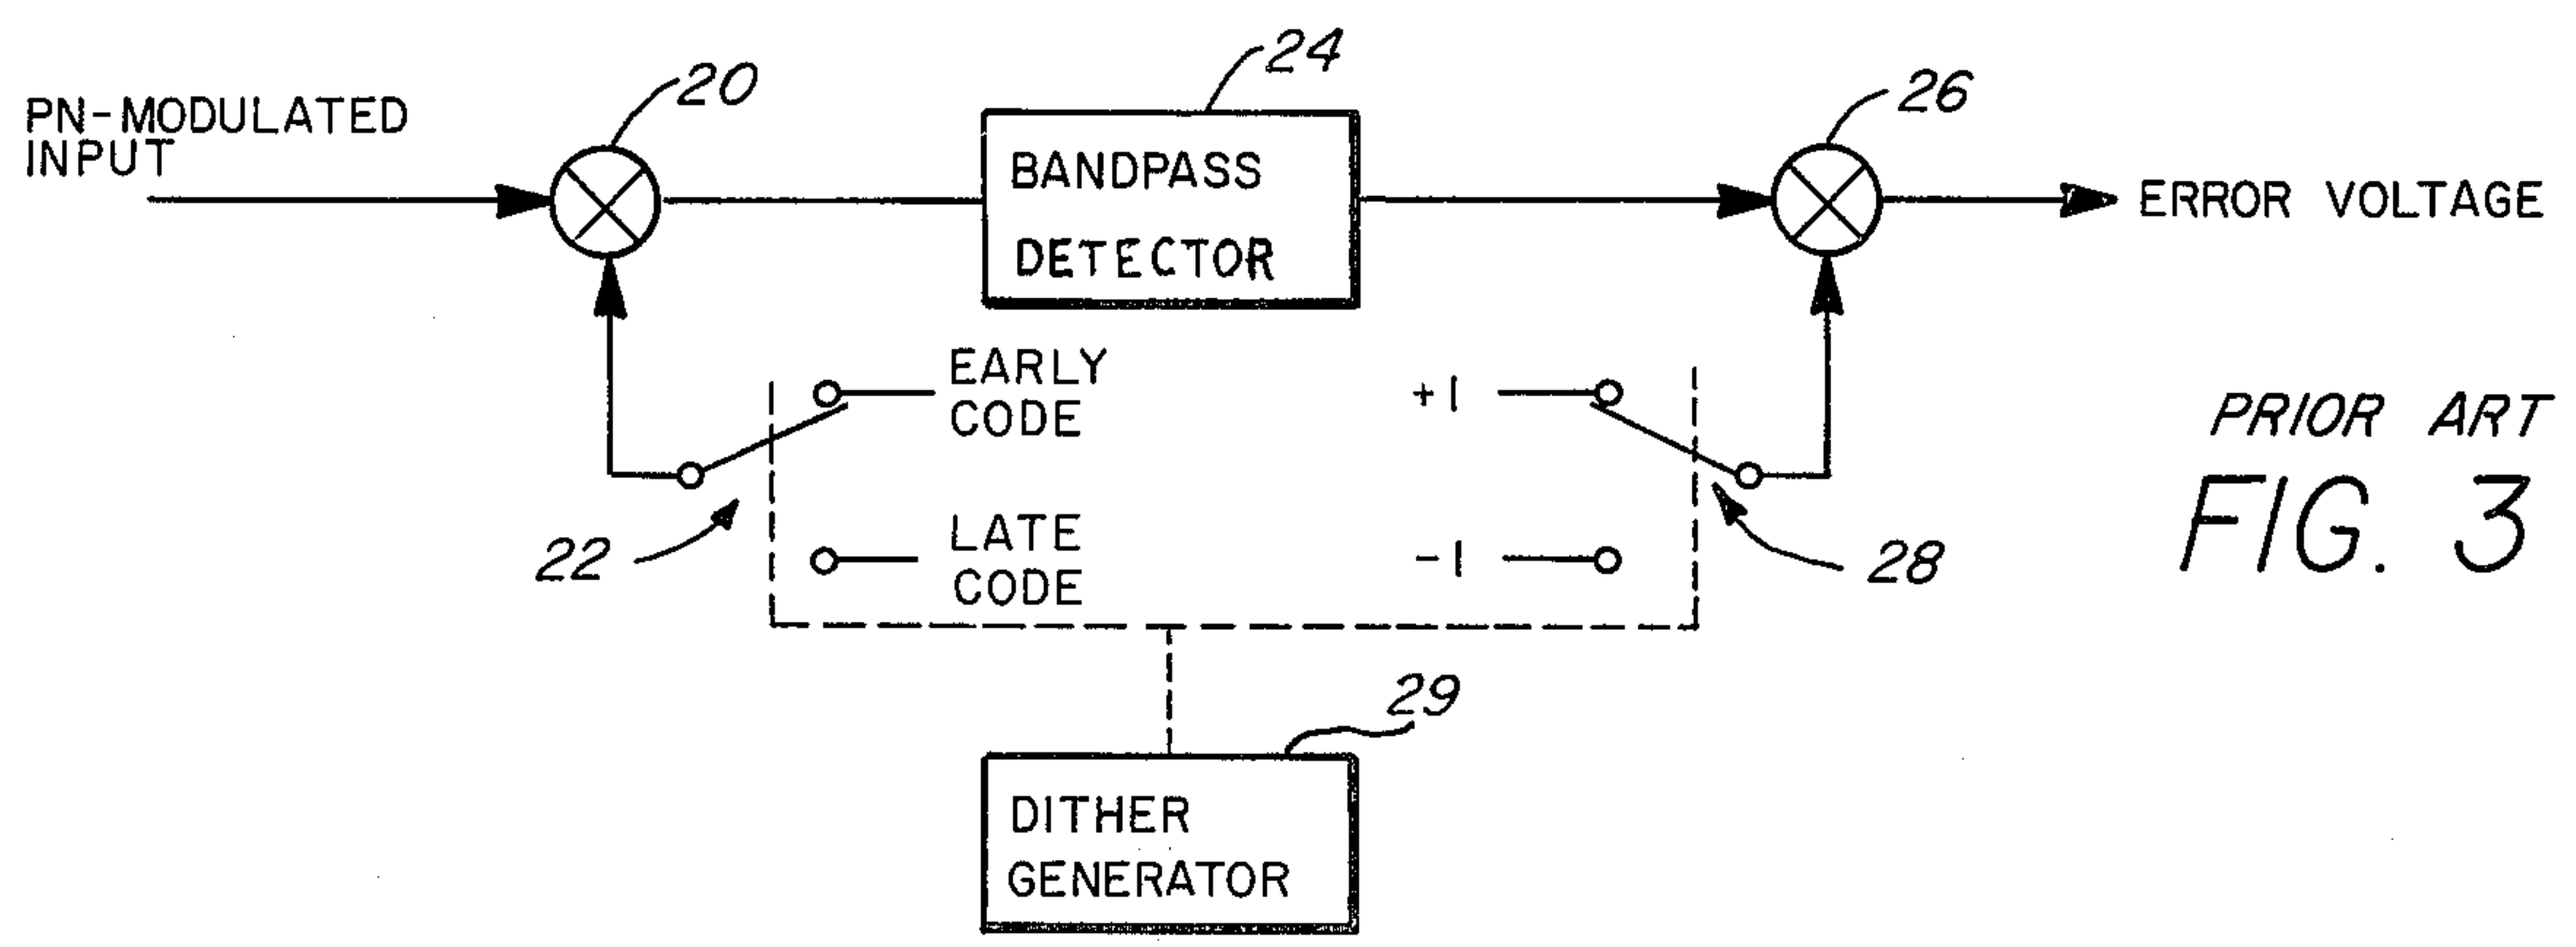 PN-MODULATED
INPUT
20
24
BANDPASS
DETECTOR
26
ERROR VOLTAGE
EARLY
CODE
+1
22
LATE
CODE
-1
28
PRIOR ART
FIG. 3
29
DITHER
GENERATOR